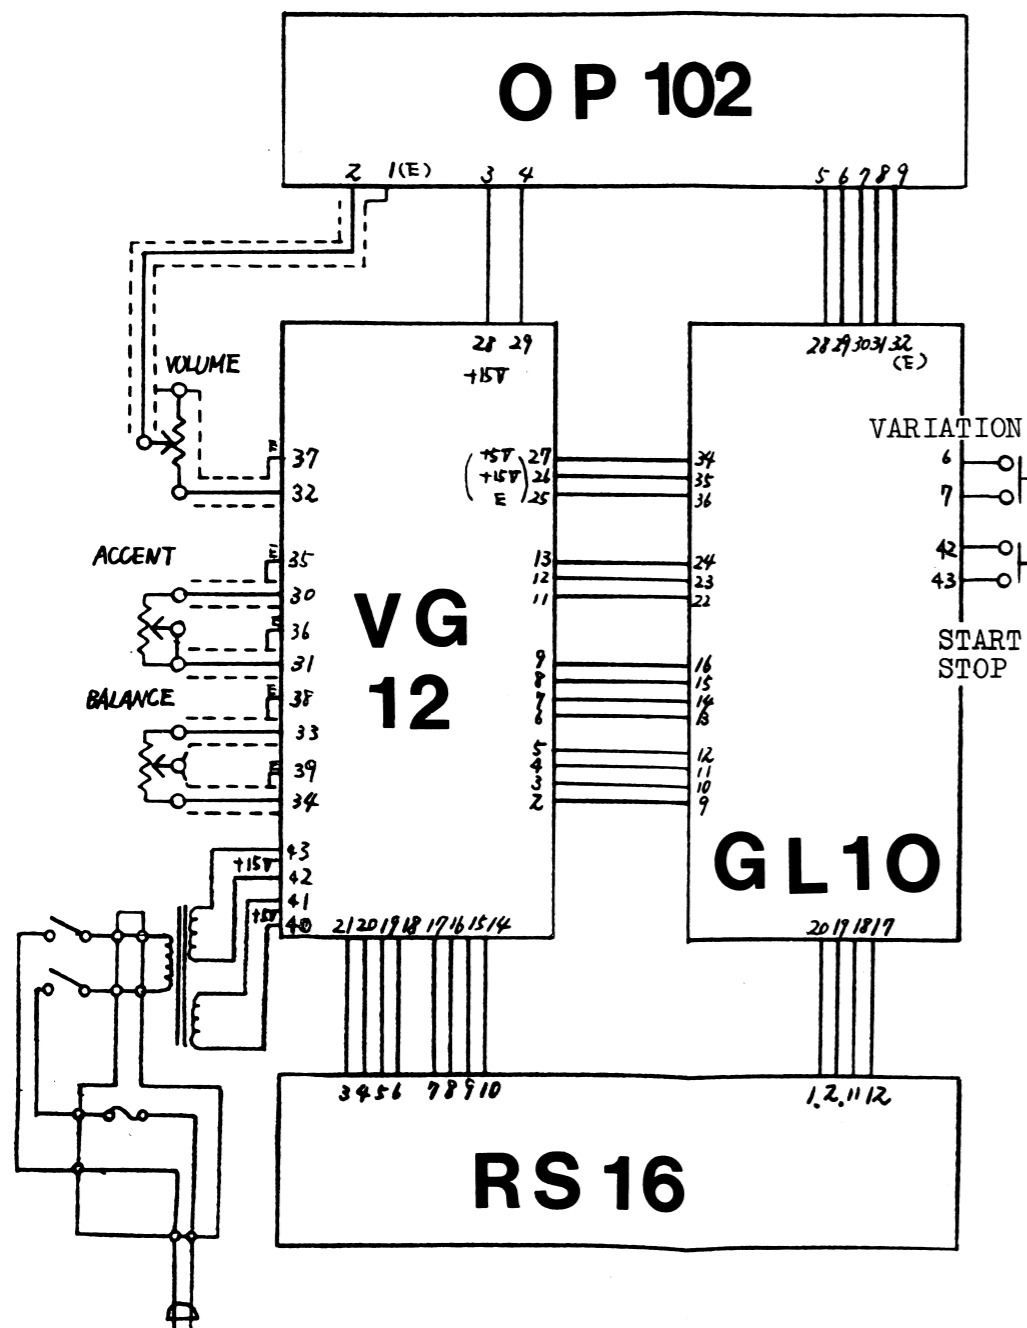 OP 102
2 1(E) 3 4 5 6 7 8 9
28 29
+15V
28 29 30 31 32
(E)
VOLUME
37
32
+5V 27
+15V 26
E 25
34
35
36
VARIATION
6
7
ACCENT
E 35
30
E 36
31
13
12
11
24
23
22
42
43
START
STOP
VG
12
BALANCE
E 38
33
E 39
34
9
8
7
6
16
15
14
13
5
4
3
2
12
11
10
9
GL10
43
+15V
42
41
+5V
40
21 20 19 18 17 16 15 14
20 19 18 17
3 4 5 6 7 8 9 10
1 2 11 12
RS 16